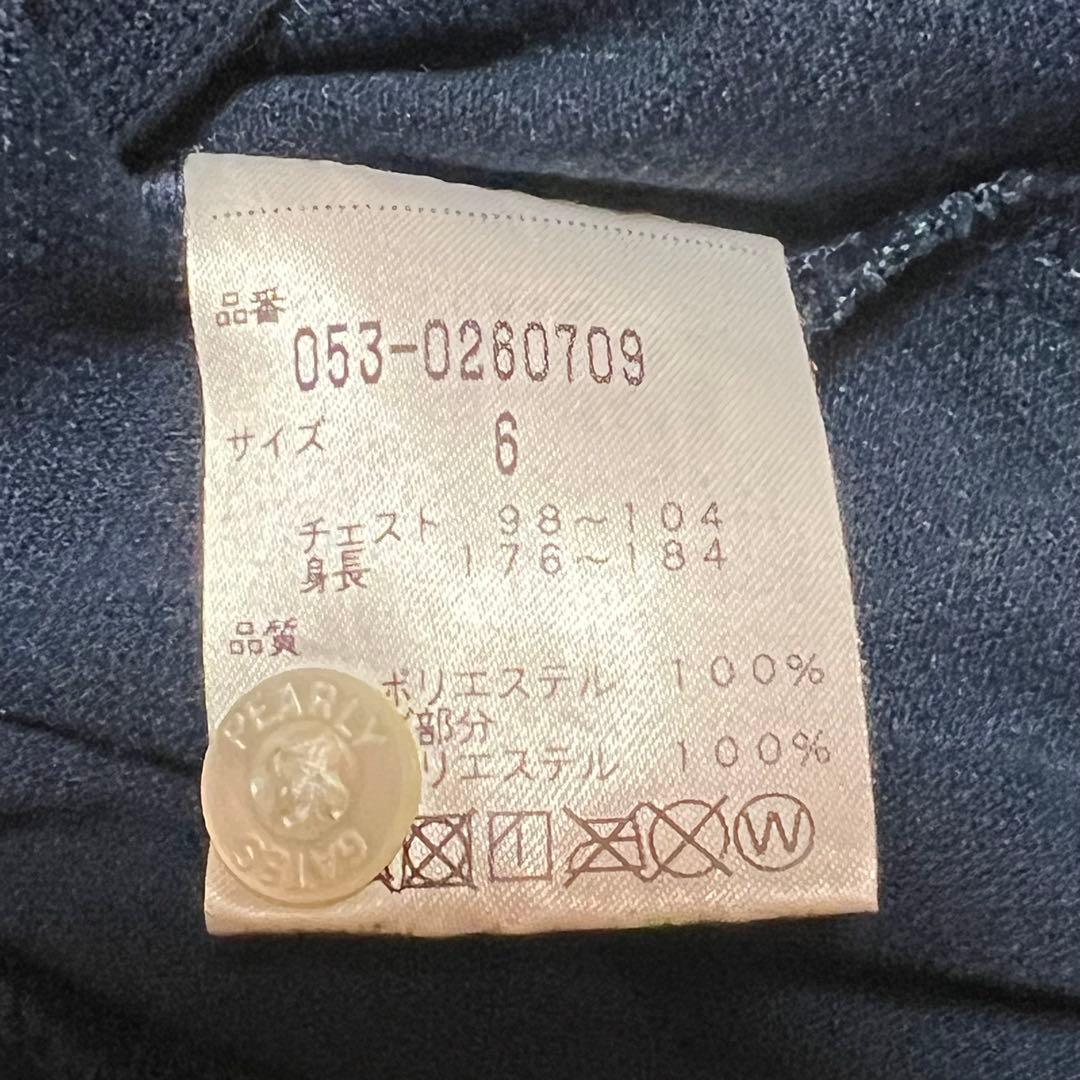 品番
053-0260709
サイズ 6
チェスト 98~104
身長 176~184
品質
ポリエステル 100%
部分
リエステル 100%
PEARLY
GATES
W